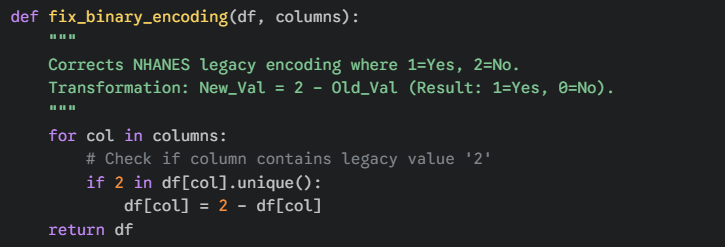 def fix_binary_encoding(df, columns):
    """
    Corrects NHANES legacy encoding where 1=Yes, 2=No.
    Transformation: New_Val = 2 - Old_Val (Result: 1=Yes, 0=No).
    """
    for col in columns:
        # Check if column contains legacy value '2'
        if 2 in df[col].unique():
            df[col] = 2 - df[col]
    return df